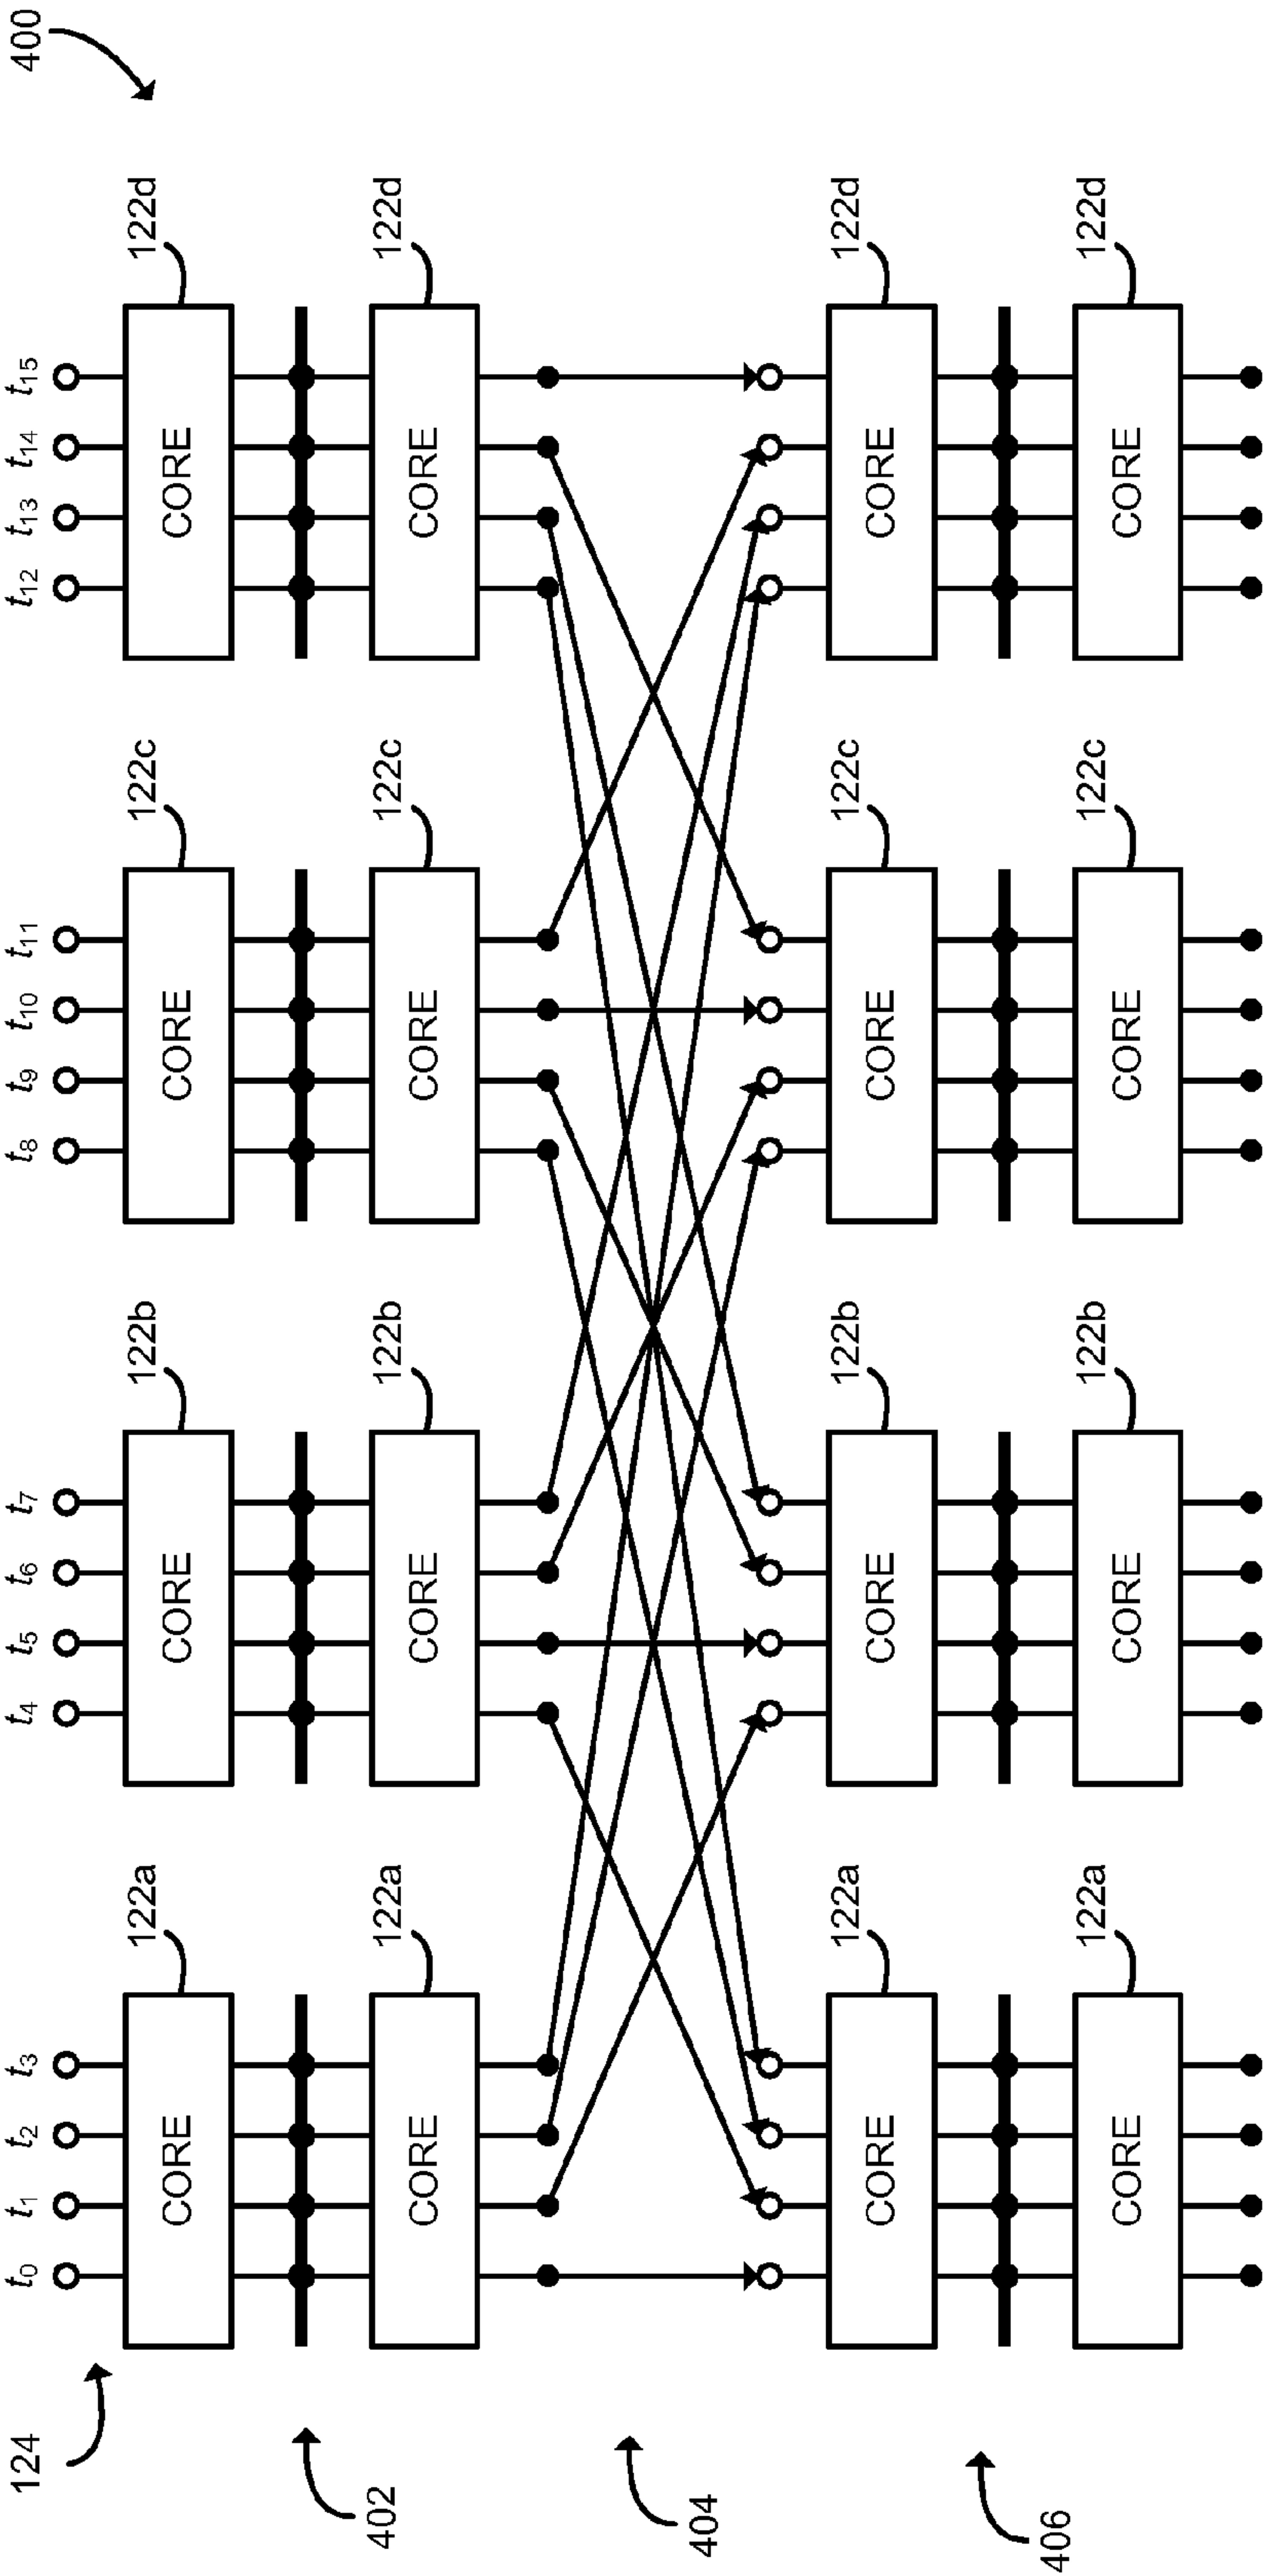 124 t0 t1 t2 t3 t4 t5 t6 t7 t8 t9 t10 t11 t12 t13 t14 t15 400
122a 122b 122c 122d
CORE CORE CORE CORE
402 122a 122b 122c 122d
CORE CORE CORE CORE
404
122a 122b 122c 122d
CORE CORE CORE CORE
406 122a 122b 122c 122d
CORE CORE CORE CORE